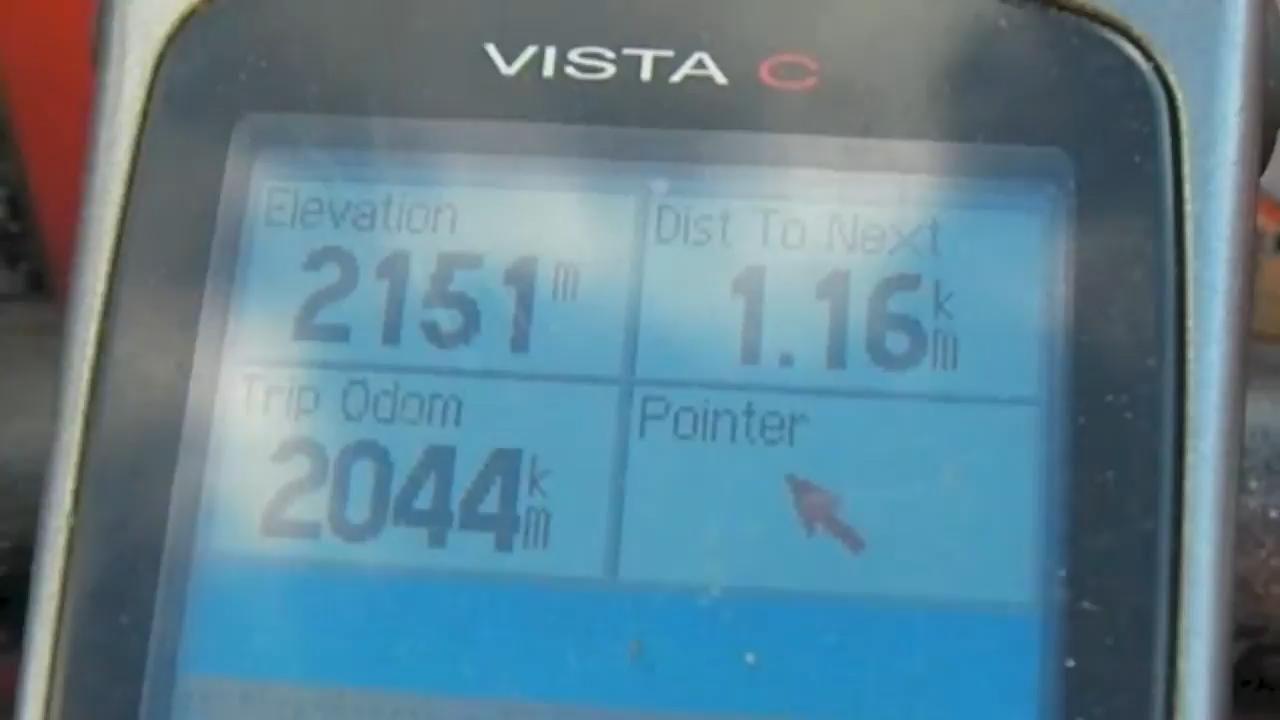 VISTA C
Elevation
2151 m
Dist To Next
1.16 km
Trip Odom
2044 km
Pointer